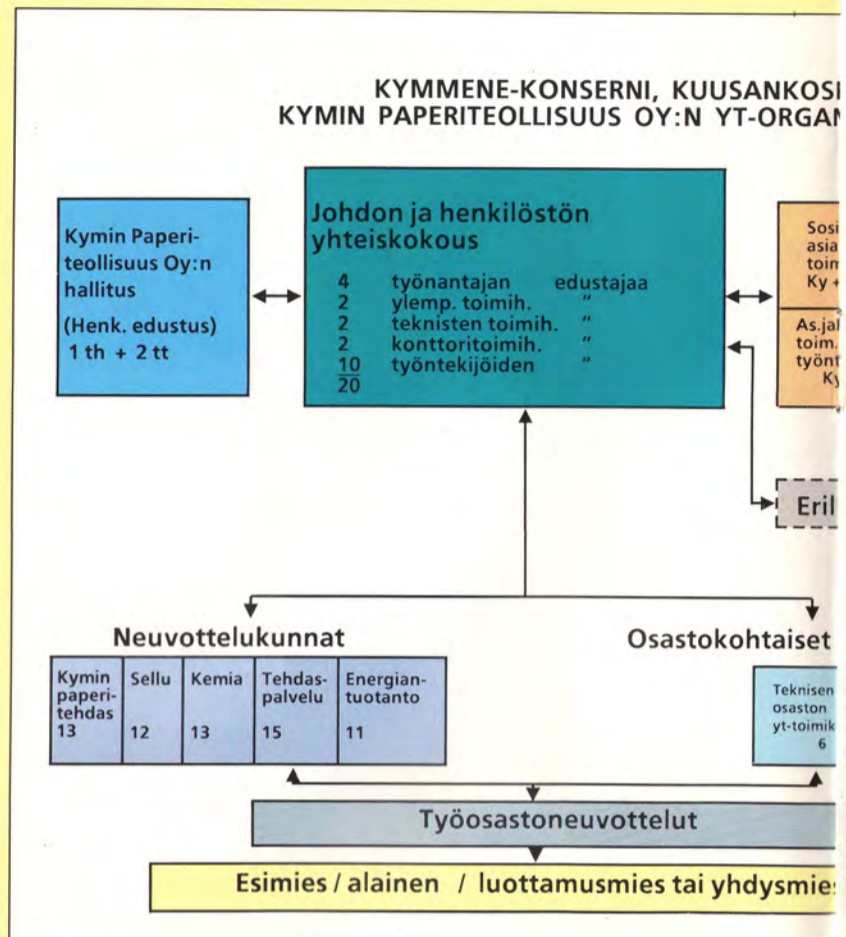 KYMMENE-KONSERNI, KUUSANKOSK
KYMIN PAPERITEOLLISUUS OY:N YT-ORGAN
Kymin Paperi-
teollisuus Oy:n
hallitus
(Henk. edustus)
1 th + 2 tt
Johdon ja henkilöstön
yhteiskokous
4 työnantajan edustajaa
2 ylemp. toimih. "
2 teknisten toimih. "
2 konttoritoimih. "
10 työntekijöiden "
20
Sosi
asia
toim
Ky +
As.ja
toim.
työnt
Ky
Eril
Neuvottelukunnat
Kymin
paperi-
tehdas
13
Sellu
12
Kemia
13
Tehdas-
palvelu
15
Energian-
tuotanto
11
Osastokohtaiset
Teknisen
osaston
yt-toimik
6
Työosastoneuvottelut
Esimies / alainen / luottamusmies tai yhdysmies